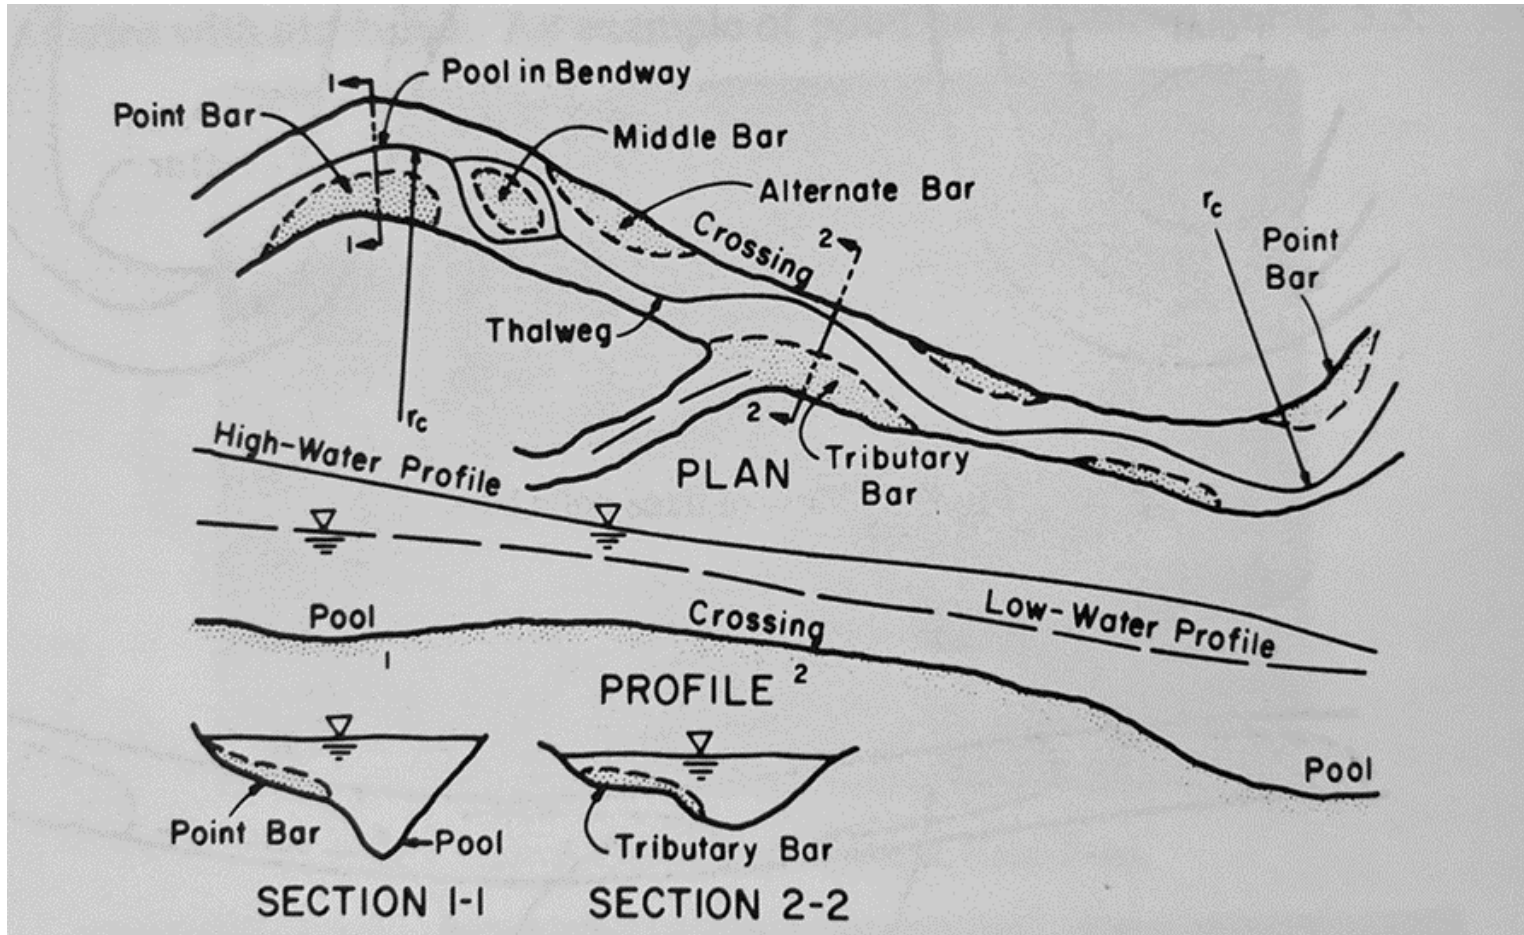 1
Pool in Bendway
Point Bar
Middle Bar
Alternate Bar
1
Crossing
2
rc
Point
Bar
Thalweg
rc
2
High-Water Profile
PLAN
Tributary
Bar
Low-Water Profile
Pool
Crossing
1
2
PROFILE
Pool
Point Bar
Pool
Tributary Bar
SECTION 1-1
SECTION 2-2